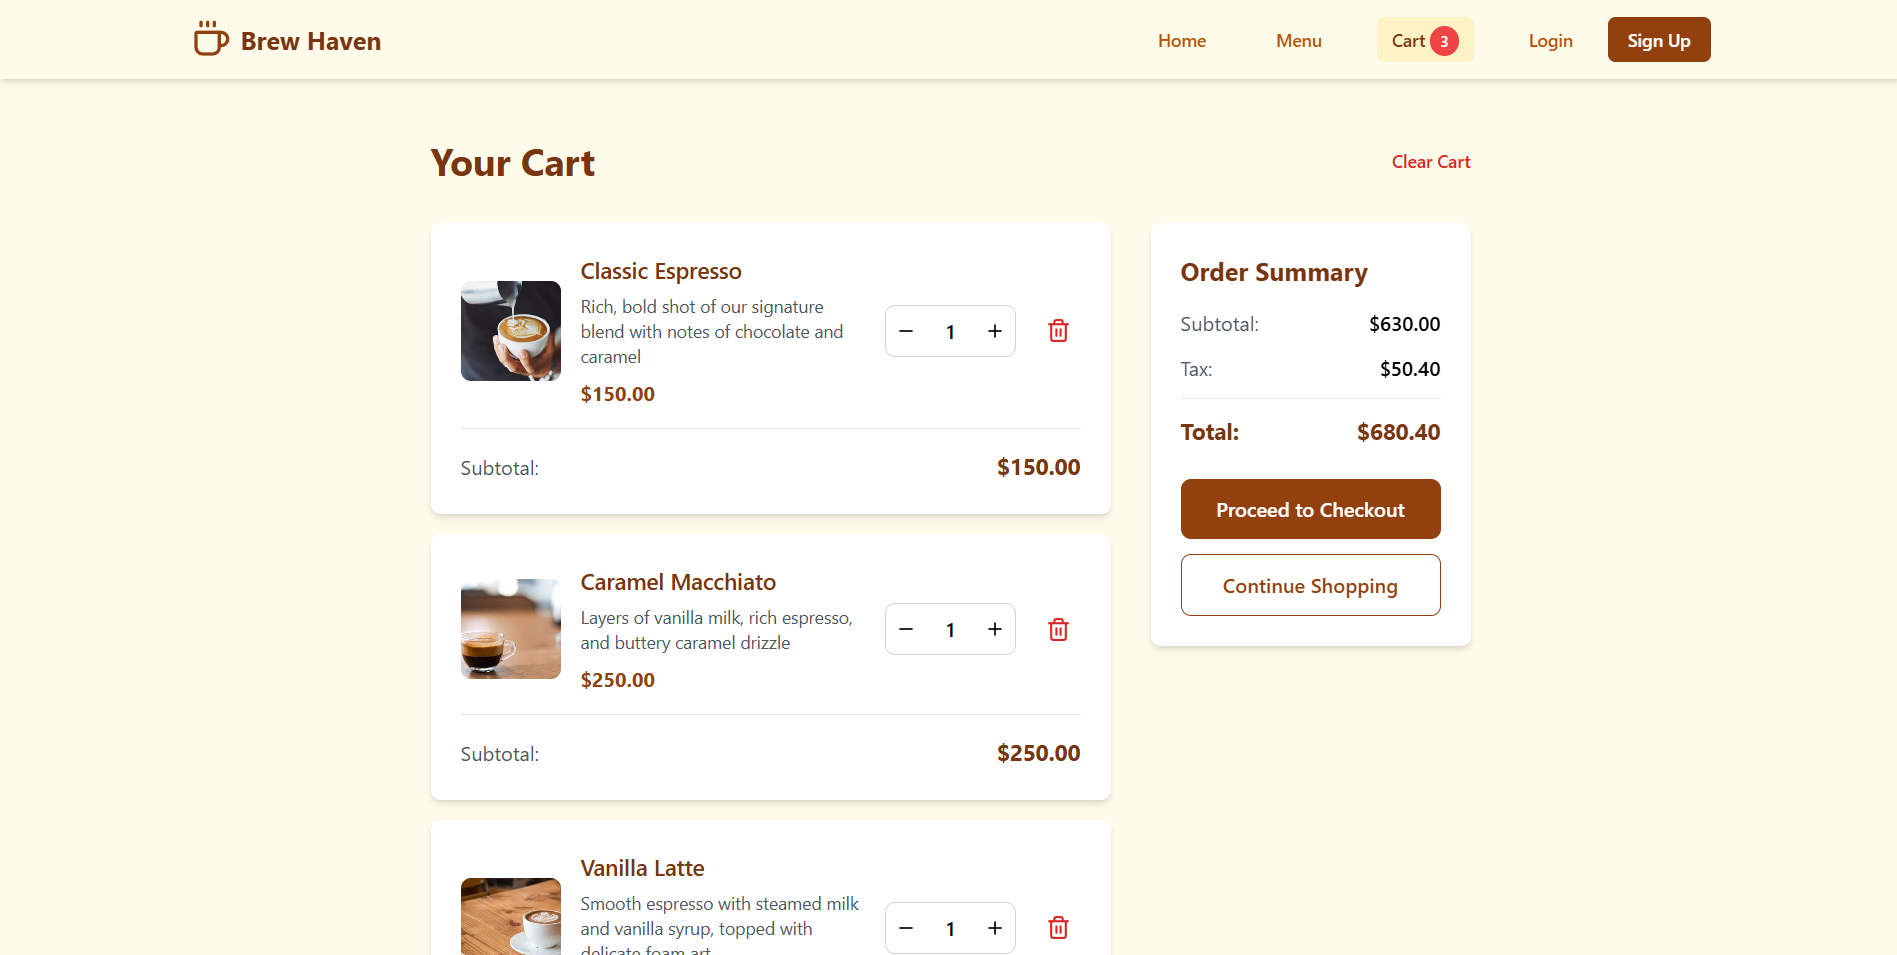 Brew Haven
Home
Menu
Cart 3
Login
Sign Up
Your Cart
Clear Cart
Classic Espresso
Rich, bold shot of our signature
blend with notes of chocolate and
caramel
$150.00
1
Subtotal:
$150.00
Caramel Macchiato
Layers of vanilla milk, rich espresso,
and buttery caramel drizzle
$250.00
1
Subtotal:
$250.00
Vanilla Latte
Smooth espresso with steamed milk
and vanilla syrup, topped with
delicate foam art
1
Order Summary
Subtotal:
$630.00
Tax:
$50.40
Total:
$680.40
Proceed to Checkout
Continue Shopping